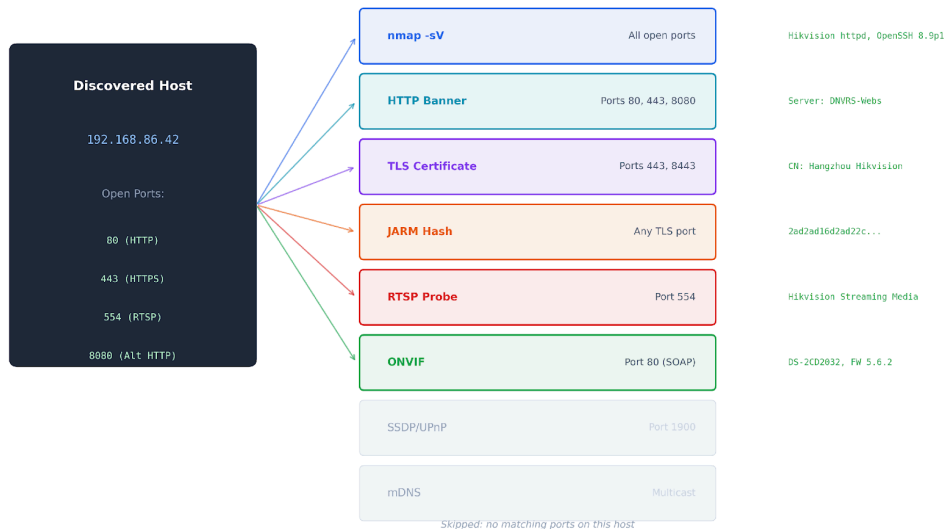 Discovered Host
192.168.86.42
Open Ports:
80 (HTTP)
443 (HTTPS)
554 (RTSP)
8080 (Alt HTTP)
nmap -sV All open ports Hikvision httpd, OpenSSH 8.9p1
HTTP Banner Ports 80, 443, 8080 Server: DNVRS-Webs
TLS Certificate Ports 443, 8443 CN: Hangzhou Hikvision
JARM Hash Any TLS port 2ad2ad16d2ad22c...
RTSP Probe Port 554 Hikvision Streaming Media
ONVIF Port 80 (SOAP) DS-2CD2032, FW 5.6.2
SSDP/UPnP Port 1900
mDNS Multicast
Skipped: no matching ports on this host